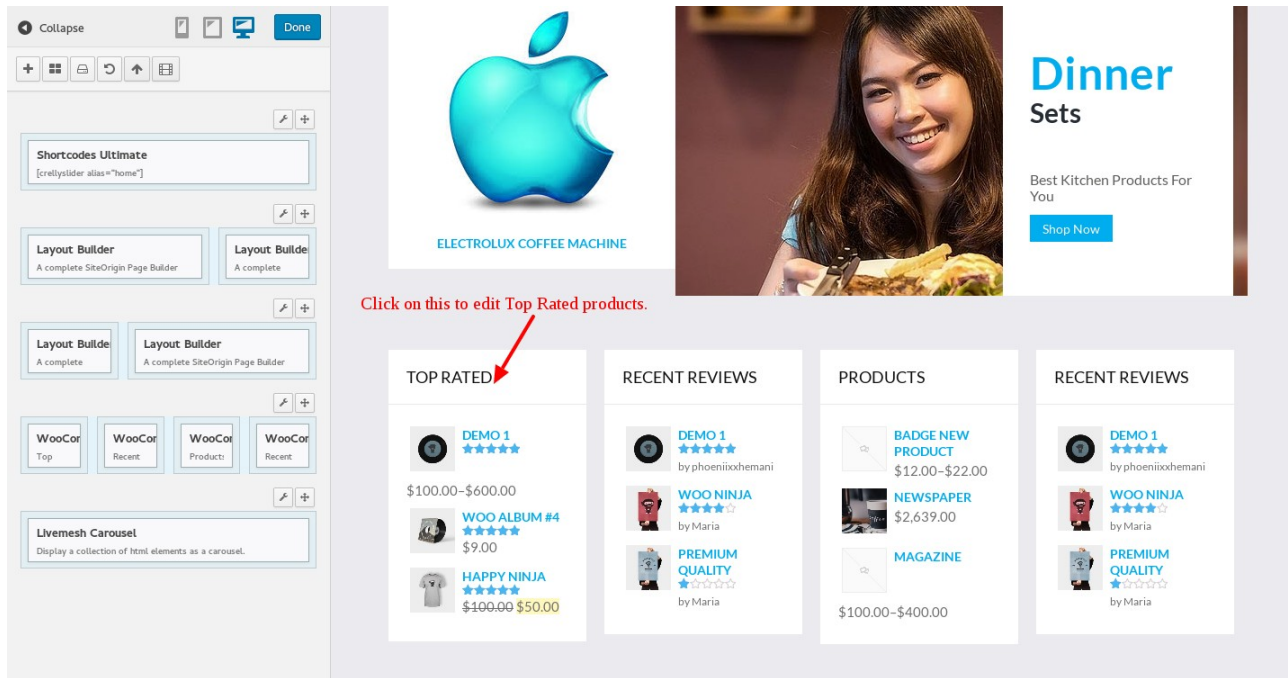 Collapse
Done
Shortcodes Ultimate
[crellyslider alias="home"]
Layout Builder
A complete SiteOrigin Page Builder
Layout Builde
A complete
Layout Builde
A complete
Layout Builder
A complete SiteOrigin Page Builder
WooCor
Top
WooCor
Recent
WooCor
Products
WooCor
Recent
Livemesh Carousel
Display a collection of html elements as a carousel.
ELECTROLUX COFFEE MACHINE
Dinner
Sets
Best Kitchen Products For
You
Shop Now
Click on this to edit Top Rated products.
TOP RATED
DEMO 1
$100.00–$600.00
WOO ALBUM #4
$9.00
HAPPY NINJA
$100.00 $50.00
RECENT REVIEWS
DEMO 1
by phoeniixxhemani
WOO NINJA
by Maria
PREMIUM
QUALITY
by Maria
PRODUCTS
BADGE NEW
PRODUCT
$12.00–$22.00
NEWSPAPER
$2,639.00
MAGAZINE
$100.00–$400.00
RECENT REVIEWS
DEMO 1
by phoeniixxhemani
WOO NINJA
by Maria
PREMIUM
QUALITY
by Maria